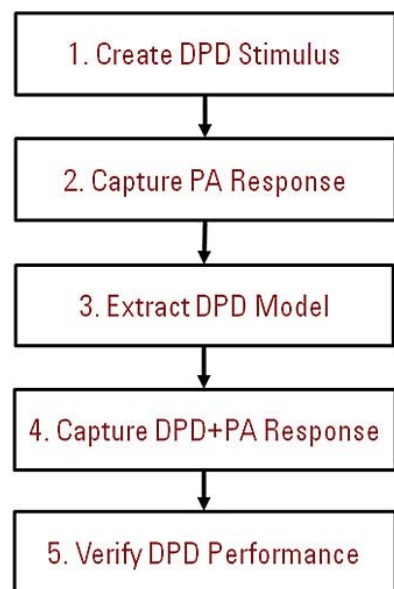 1. Create DPD Stimulus
2. Capture PA Response
3. Extract DPD Model
4. Capture DPD+PA Response
5. Verify DPD Performance